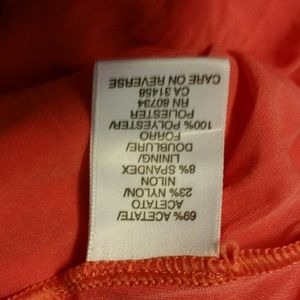 69% ACETATE/
ACETATO
23% NYLON/
NILON
8% SPANDEX
LINING/
DOUBLURE/
FORRO
100% POLYESTER/
POLIESTER
RN 80734
CA 31458
CARE ON REVERSE